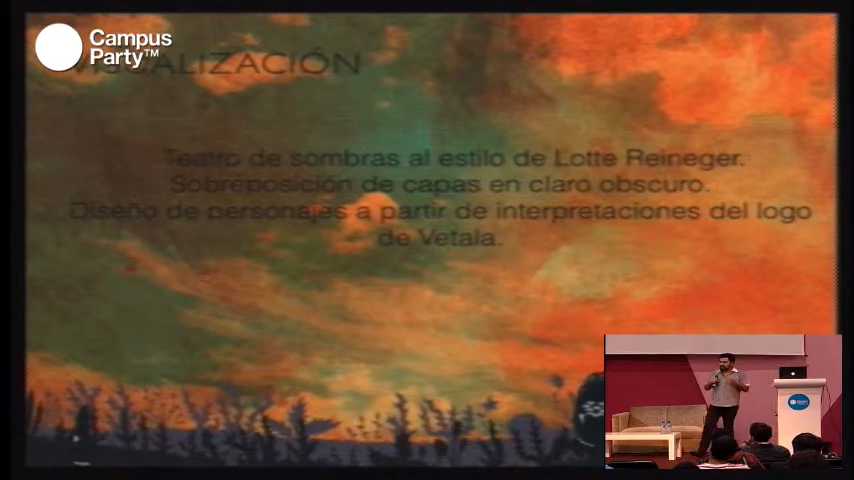 Campus
Party™
VISUALIZACIÓN
Teatro de sombras al estilo de Lotte Reineger.
Sobreposición de capas en claro obscuro.
Diseño de personajes a partir de interpretaciones del logo
de Vetala.